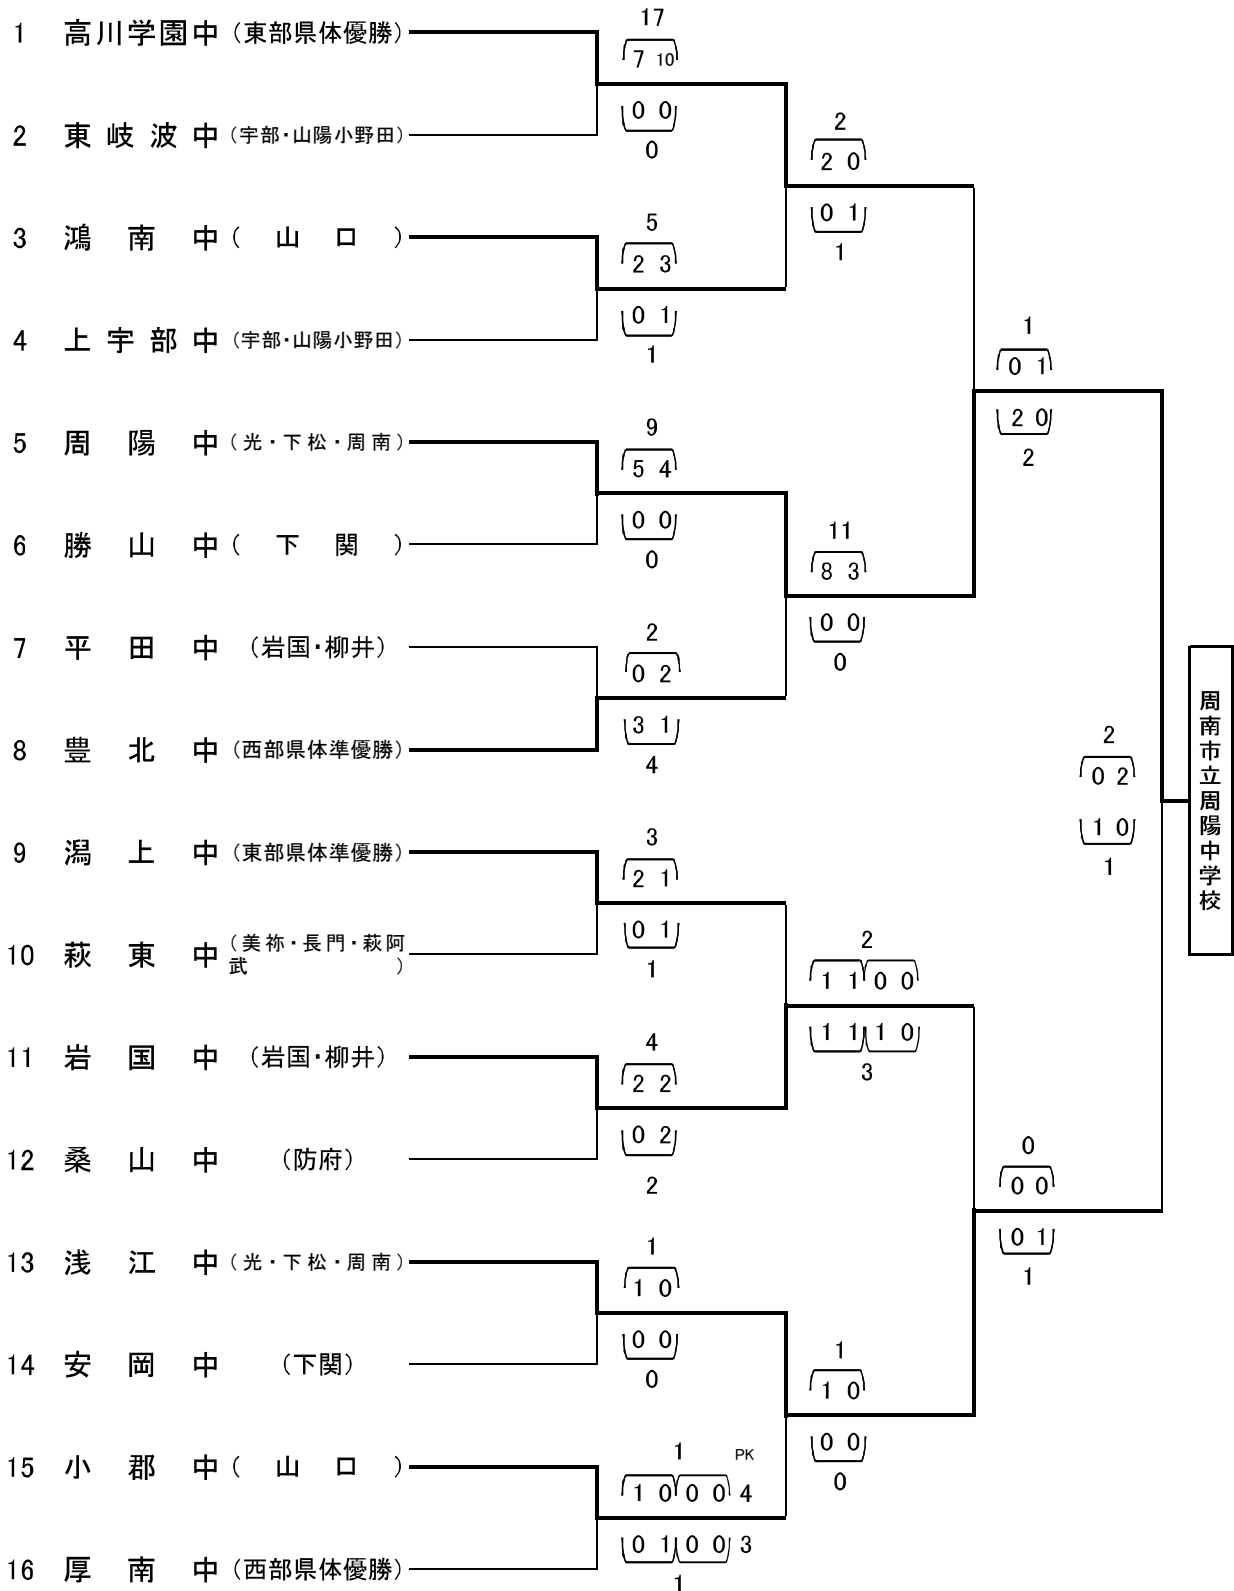 1 高川学園中 (東部県体優勝)
2 東岐波中 (宇部・山陽小野田)
3 鴻南中 (山口)
4 上宇部中 (宇部・山陽小野田)
5 周陽中 (光・下松・周南)
6 勝山中 (下関)
7 平田中 (岩国・柳井)
8 豊北中 (西部県体準優勝)
9 潟上中 (東部県体準優勝)
10 萩東中 (美祢・長門・萩阿
武)
11 岩国中 (岩国・柳井)
12 桑山中 (防府)
13 浅江中 (光・下松・周南)
14 安岡中 (下関)
15 小郡中 (山口)
16 厚南中 (西部県体優勝)
17
7 10
0 0
0
5
2 3
0 1
1
9
5 4
0 0
0
2
0 2
3 1
4
3
2 1
0 1
1
4
2 2
0 2
2
1
1 0
0 0
0
1 PK
1 0 0 0 4
0 1 0 0 3
1
2
2 0
0 1
1
11
8 3
0 0
0
2
1 1 0 0
1 1 1 0
3
1
1 0
0 0
0
1
0 1
2 0
2
0
0 0
0 1
1
2
0 2
1 0
1
周南市立周陽中学校